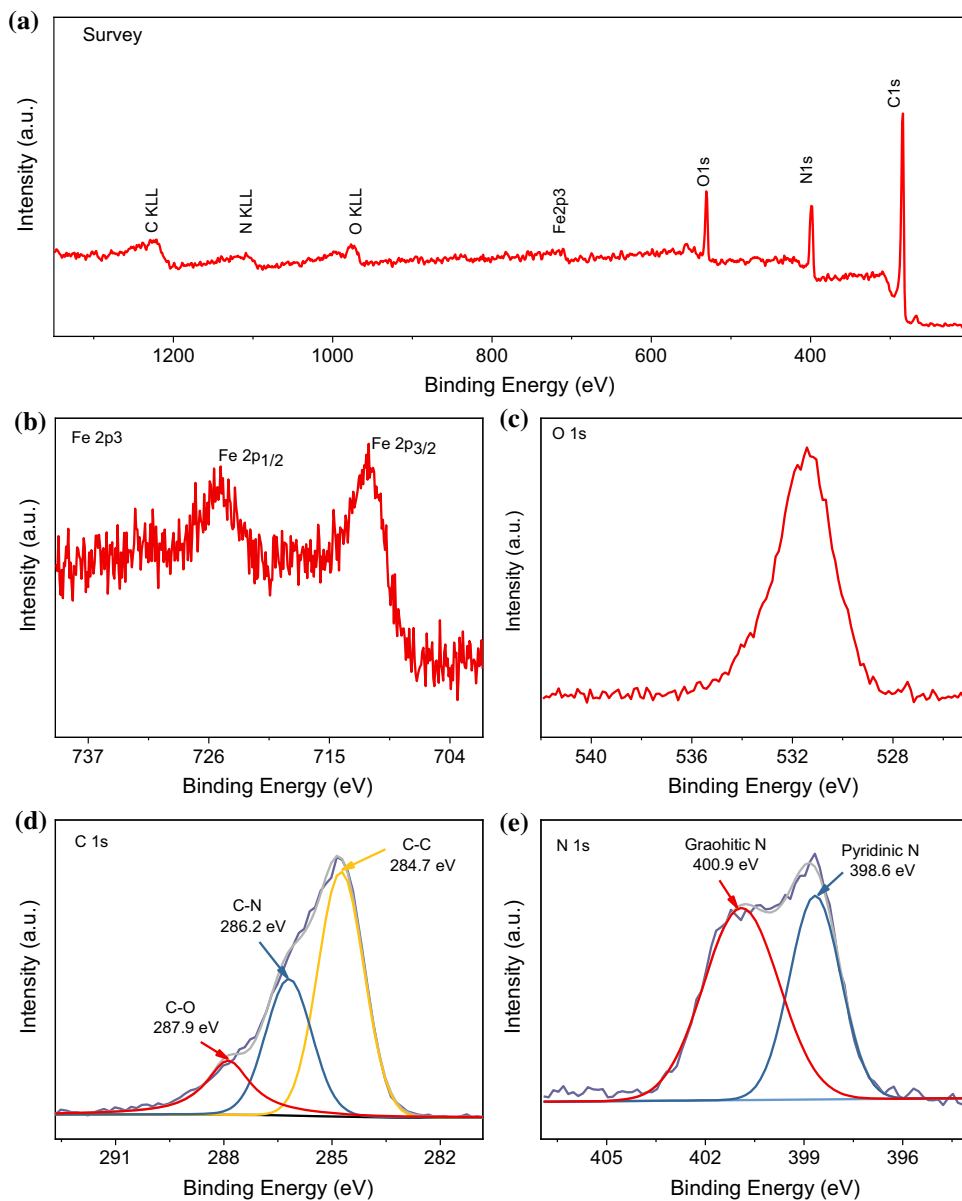 (a)
Survey
Intensity (a.u.)
C KLL
N KLL
O KLL
Fe2p3
O1s
N1s
C1s
1200
1000
800
600
400
Binding Energy (eV)
(b)
Fe 2p3
Fe 2p1/2
Fe 2p3/2
Intensity (a.u.)
737
726
715
704
Binding Energy (eV)
(c)
O 1s
Intensity (a.u.)
540
536
532
528
Binding Energy (eV)
(d)
C 1s
C-C
284.7 eV
C-N
286.2 eV
C-O
287.9 eV
Intensity (a.u.)
291
288
285
282
Binding Energy (eV)
(e)
N 1s
Graohitic N
400.9 eV
Pyridinic N
398.6 eV
Intensity (a.u.)
405
402
399
396
Binding Energy (eV)